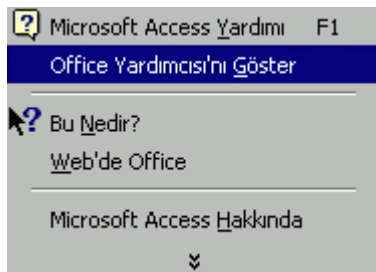 Microsoft Access Yardımı F1
Office Yardımcısı'nı Göster
Bu Nedir?
Web'de Office
Microsoft Access Hakkında